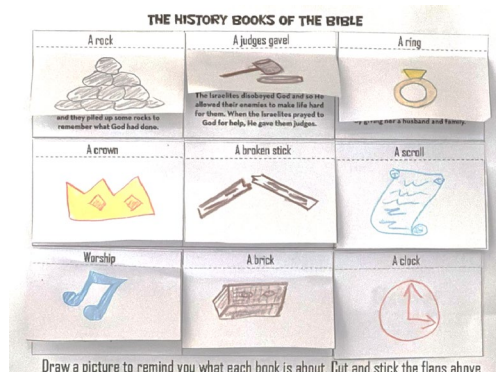 THE HISTORY BOOKS OF THE BIBLE
A rock
A judges gavel
A ring
and they piled up some rocks to
remember what God had done.
The Israelites disobeyed God and so He
allowed their enemies to make life hard
for them. When the Israelites prayed to
God for help, He gave them judges.
giving her a husband and family.
A crown
A broken stick
A scroll
Worship
A brick
A clock
Draw a picture to remind you what each book is about. Cut and stick the flaps above